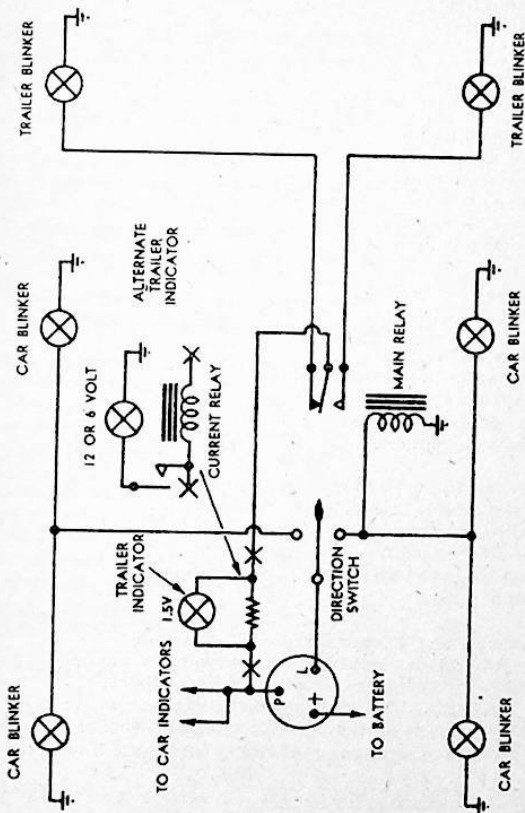 CAR BLINKER
CAR BLINKER
TRAILER BLINKER
TO CAR INDICATORS
TRAILER
INDICATOR
1.5V
12 OR 6 VOLT
CURRENT RELAY
ALTERNATE
TRAILER
INDICATOR
P
+
L
TO BATTERY
DIRECTION
SWITCH
MAIN RELAY
CAR BLINKER
CAR BLINKER
TRAILER BLINKER